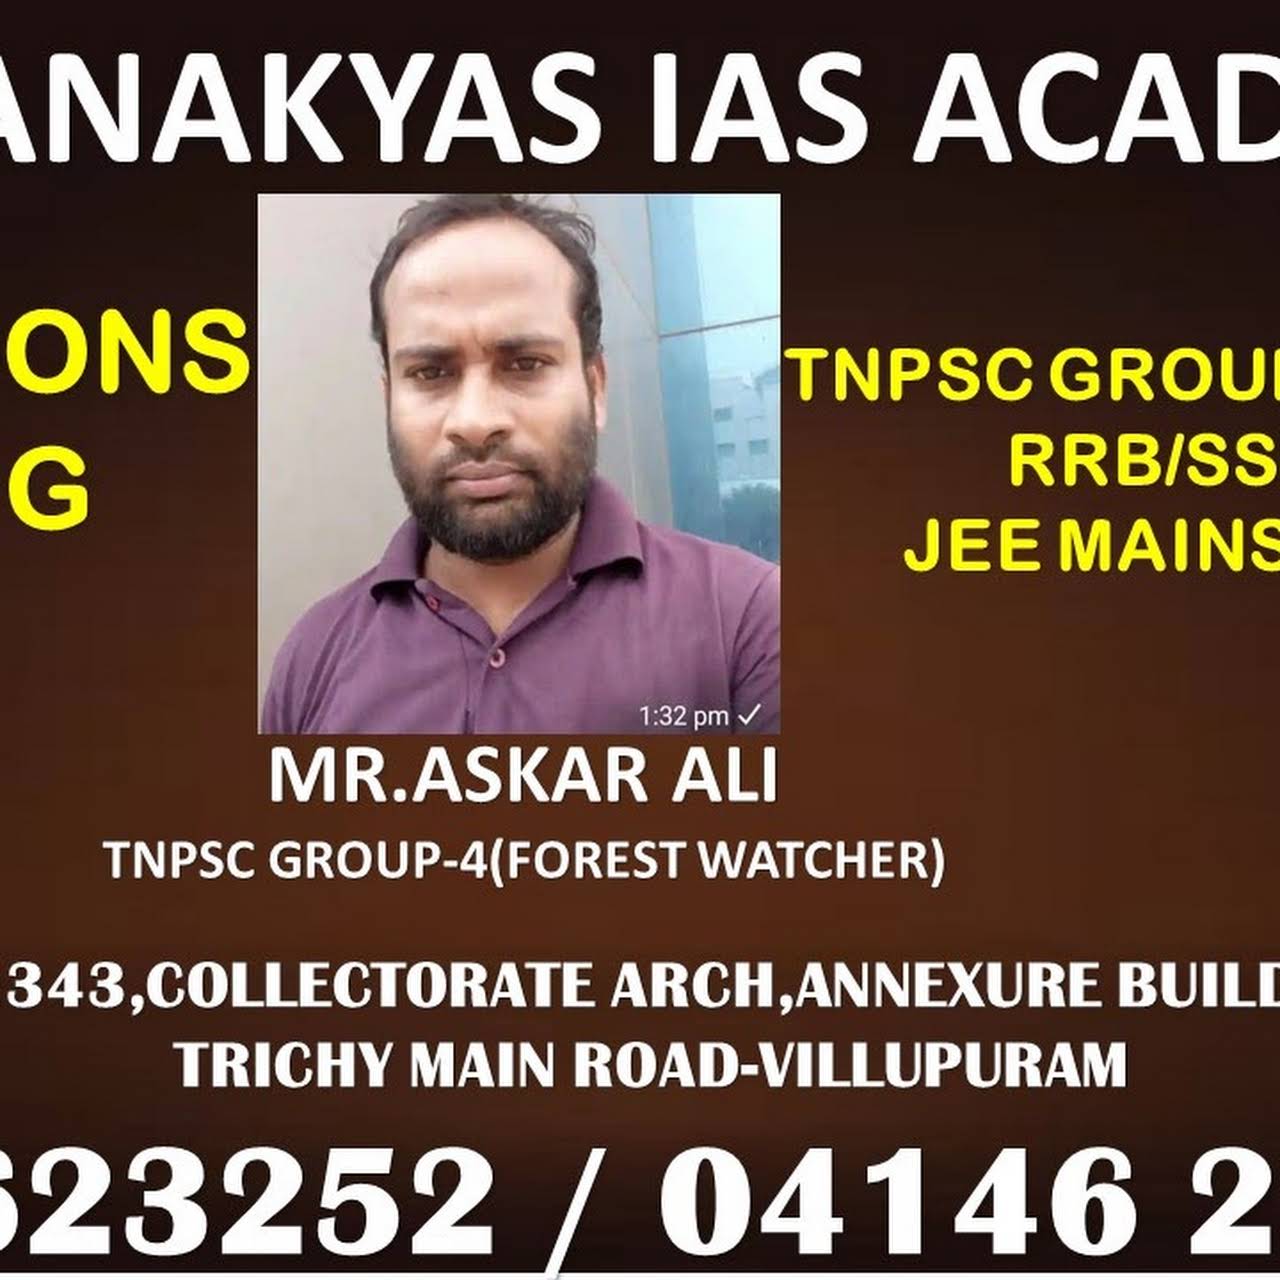 ANAKYAS IAS ACAD
ONS
G
TNPSC GROUP
RRB/SS
JEE MAINS
1:32 pm
MR.ASKAR ALI
TNPSC GROUP-4(FOREST WATCHER)
343,COLLECTORATE ARCH,ANNEXURE BUILD
TRICHY MAIN ROAD-VILLUPURAM
623252 / 04146 2